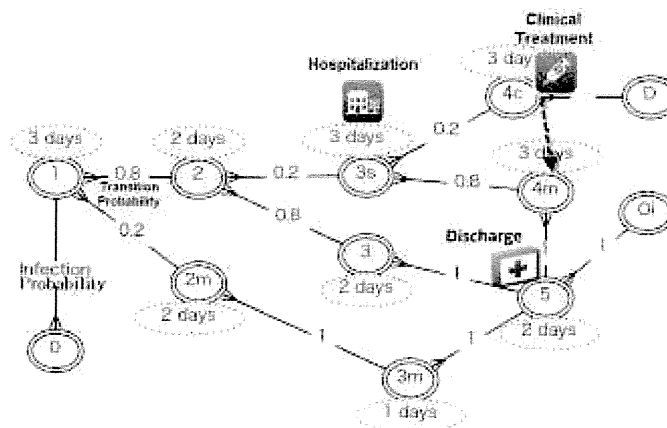 Clinical
Treatment
Hospitalization
3 days
4c
D
3 days
2 days
3 days
0.2
3 days
1
0.8
2
0.2
3s
0.8
4m
Transition
Probability
0.2
0.8
Discharge
1
Infection
Probability
2m
3
1
5
2 days
2 days
2 days
0
1
1
3m
1 days